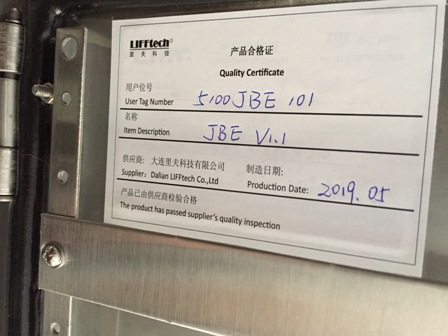 LIFFtech®
里夫科技
产品合格证
Quality Certificate
用户位号
User Tag Number 5100JBE 101
名称
Item Description JBE V1.1
供应商: 大连里夫科技有限公司 制造日期:
Supplier: Dalian LIFFtech Co.,Ltd Production Date: 2019.05
产品已由供应商检验合格
The product has passed supplier's quality inspection